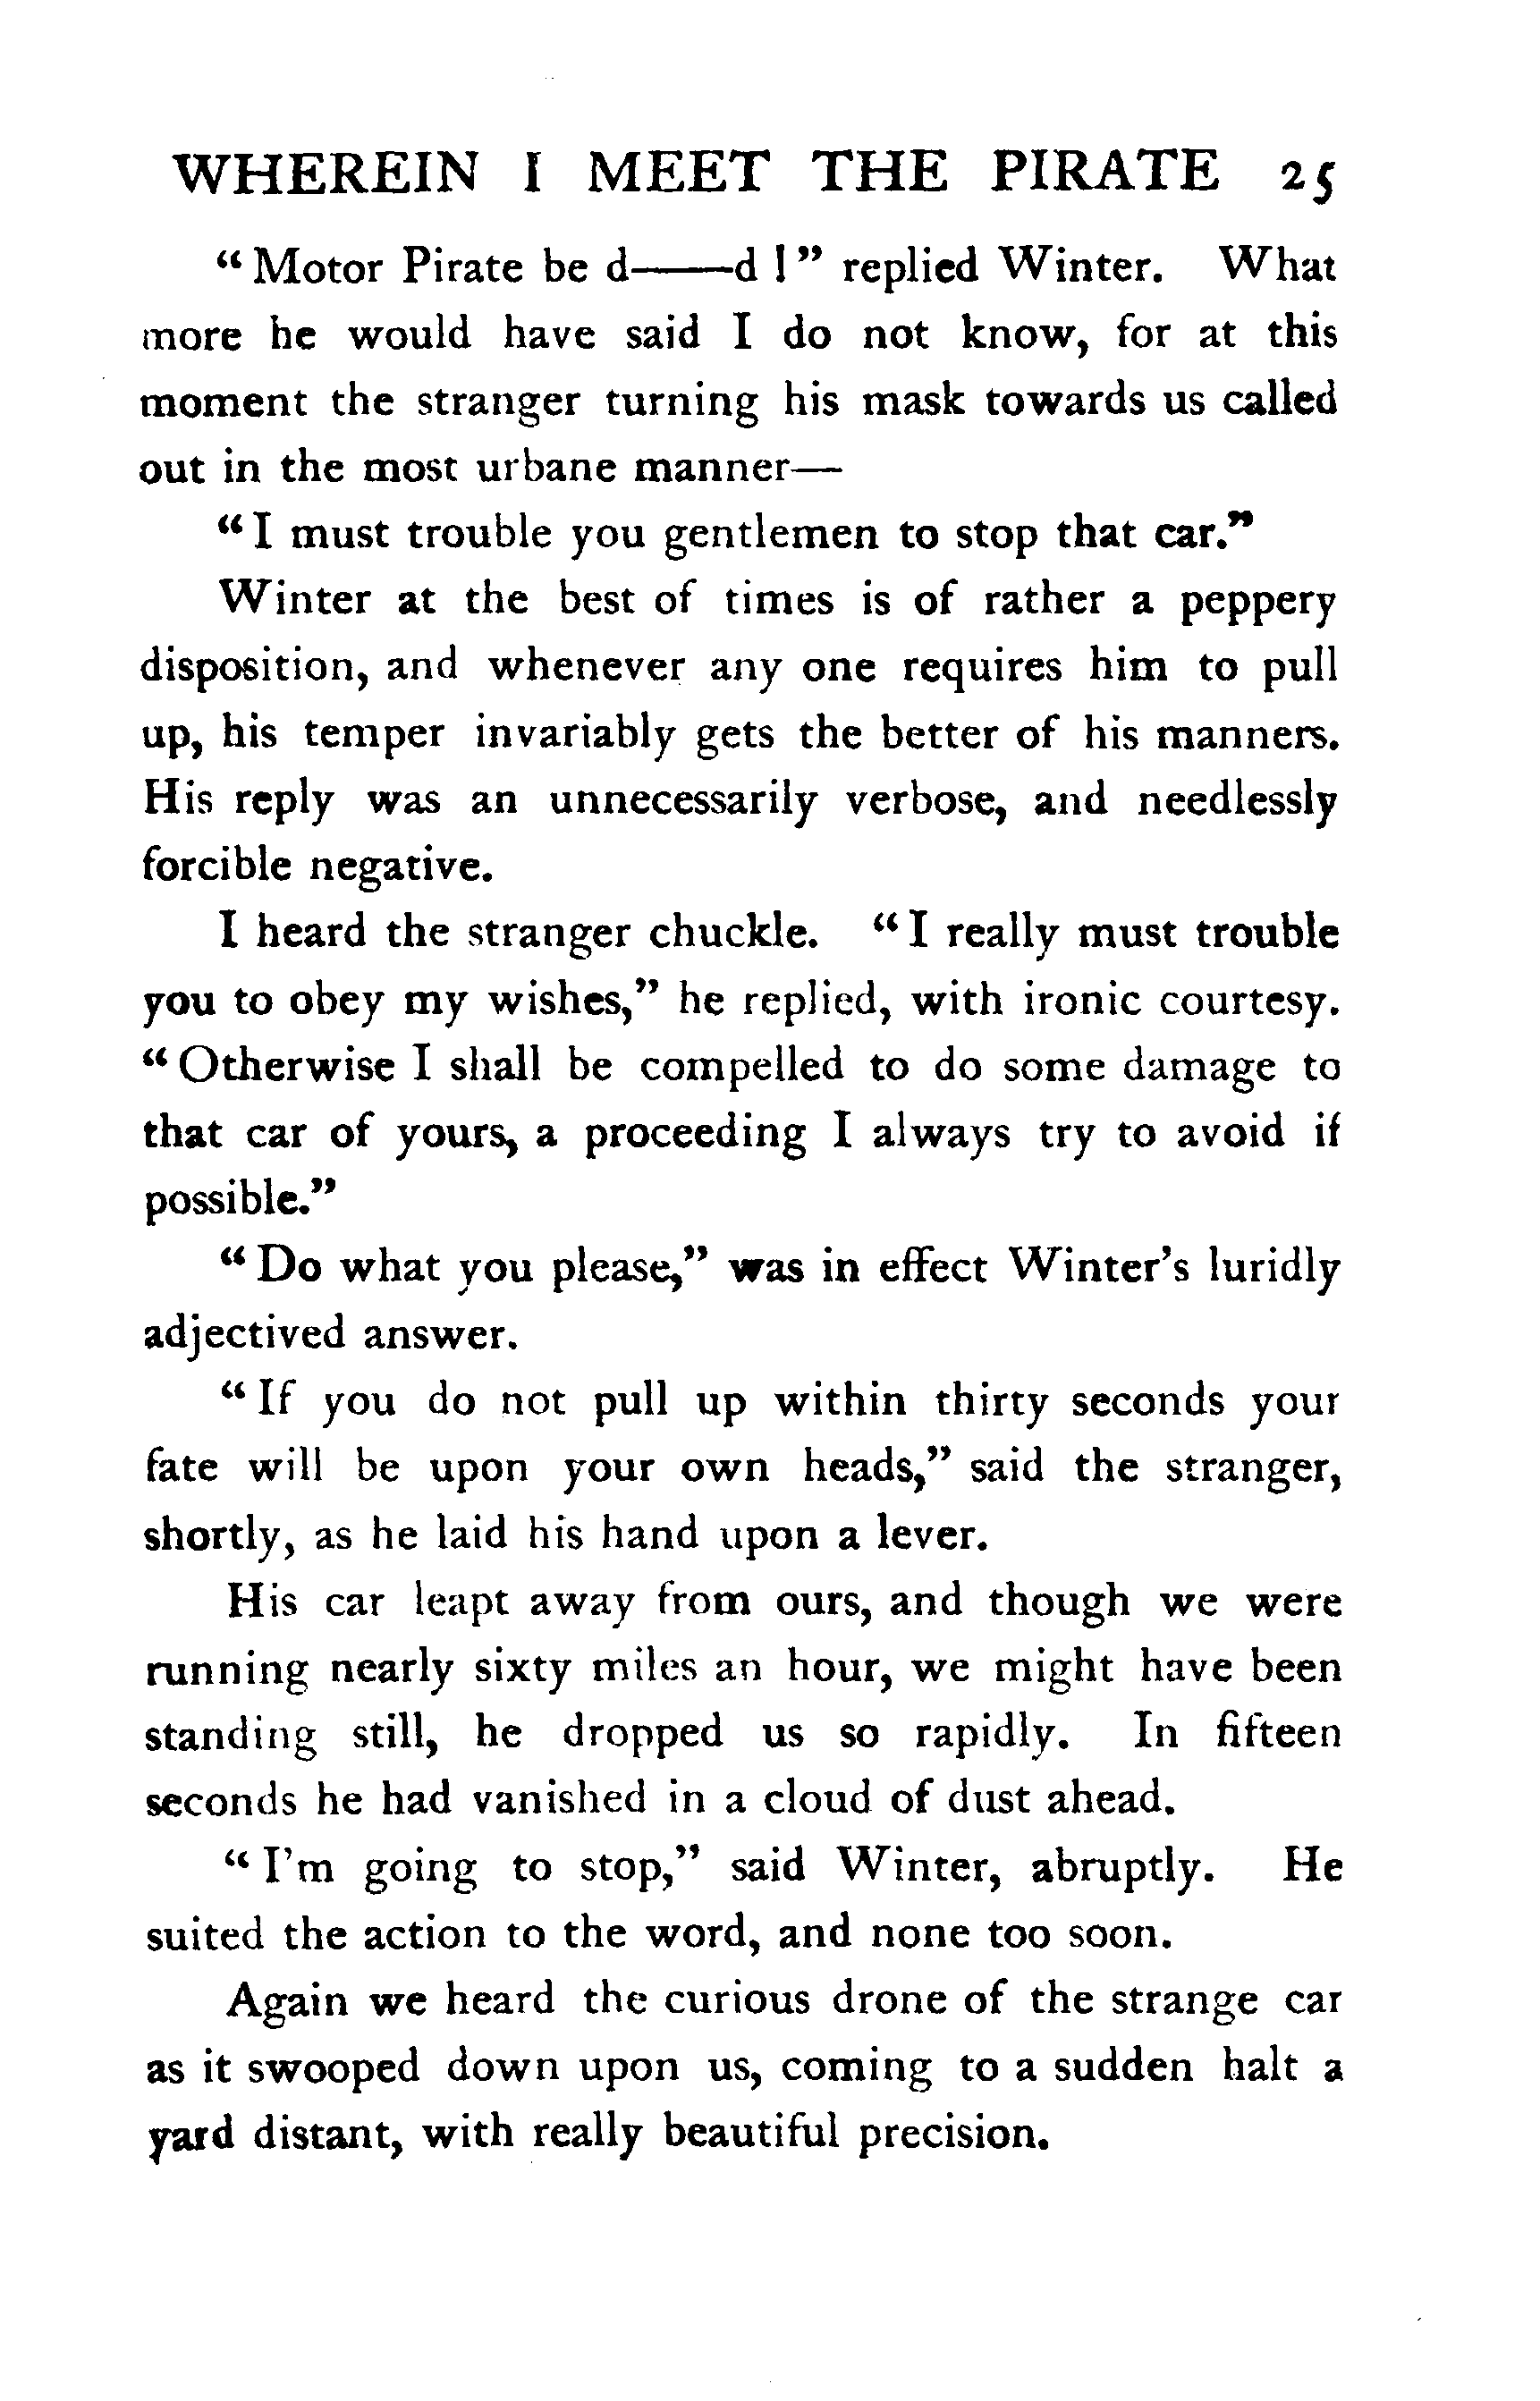 WHEREIN I MEET THE PIRATE 25
“Motor Pirate be d——d!” replied Winter. What
more he would have said I do not know, for at this
moment the stranger turning his mask towards us called
out in the most urbane manner—
“I must trouble you gentlemen to stop that car.”
Winter at the best of times is of rather a peppery
disposition, and whenever any one requires him to pull
up, his temper invariably gets the better of his manners.
His reply was an unnecessarily verbose, and needlessly
forcible negative.
I heard the stranger chuckle. “I really must trouble
you to obey my wishes,” he replied, with ironic courtesy.
“Otherwise I shall be compelled to do some damage to
that car of yours, a proceeding I always try to avoid if
possible.”
“Do what you please,” was in effect Winter’s luridly
adjectived answer.
“If you do not pull up within thirty seconds your
fate will be upon your own heads,” said the stranger,
shortly, as he laid his hand upon a lever.
His car leapt away from ours, and though we were
running nearly sixty miles an hour, we might have been
standing still, he dropped us so rapidly. In fifteen
seconds he had vanished in a cloud of dust ahead.
“I’m going to stop,” said Winter, abruptly. He
suited the action to the word, and none too soon.
Again we heard the curious drone of the strange car
as it swooped down upon us, coming to a sudden halt a
yard distant, with really beautiful precision.